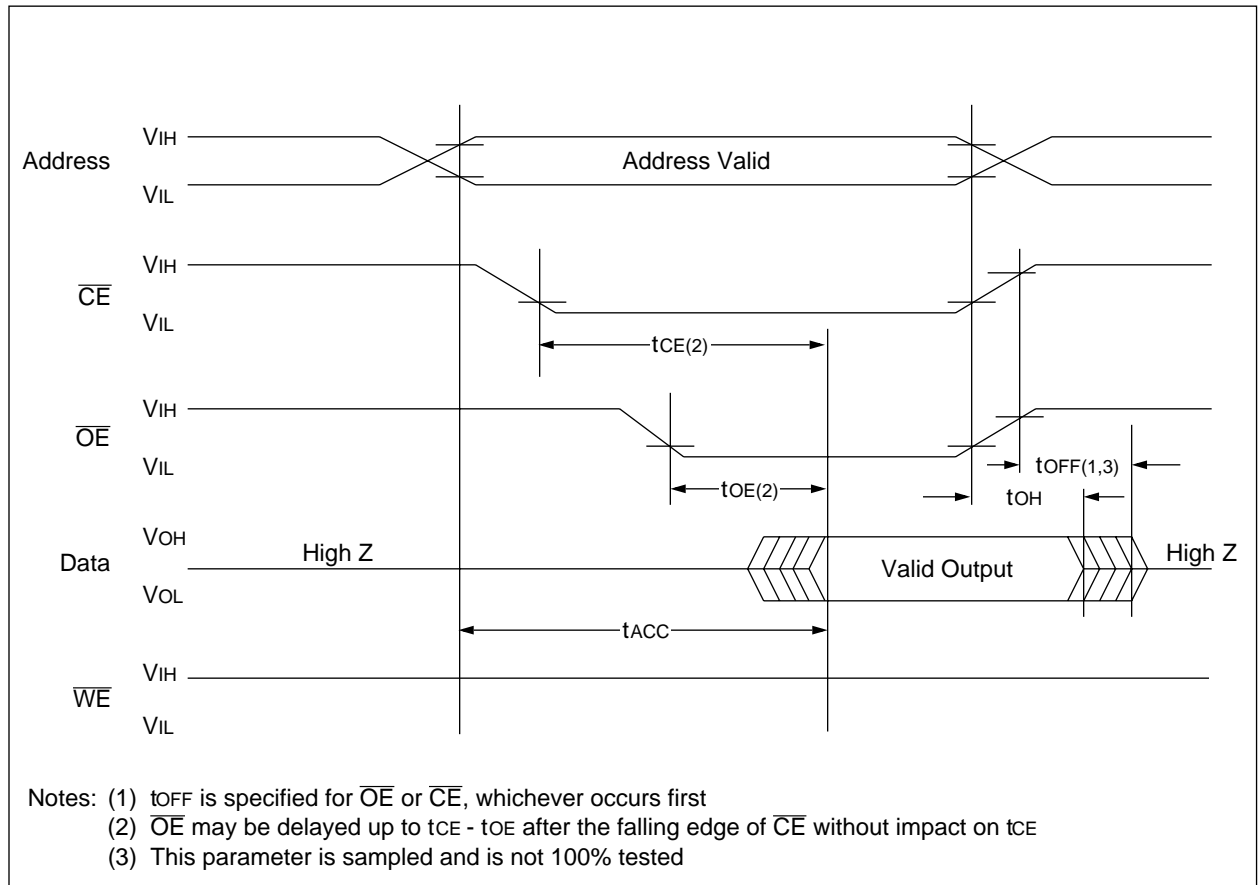 VIH
Address
Address Valid
VIL
VIH
CE
VIL
tCE(2)
VIH
OE
VIL
tOFF(1,3)
tOE(2)
tOH
VOH
High Z
High Z
Data
Valid Output
VOL
tACC
VIH
WE
VIL
Notes: (1) tOFF is specified for OE or CE, whichever occurs first
(2) OE may be delayed up to tCE - tOE after the falling edge of CE without impact on tCE
(3) This parameter is sampled and is not 100% tested